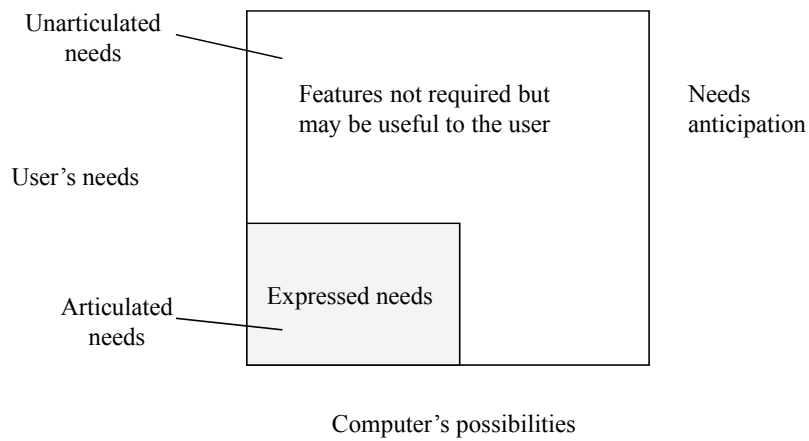 Unarticulated
needs
Features not required but
may be useful to the user
Needs
anticipation
User’s needs
Expressed needs
Articulated
needs
Computer’s possibilities